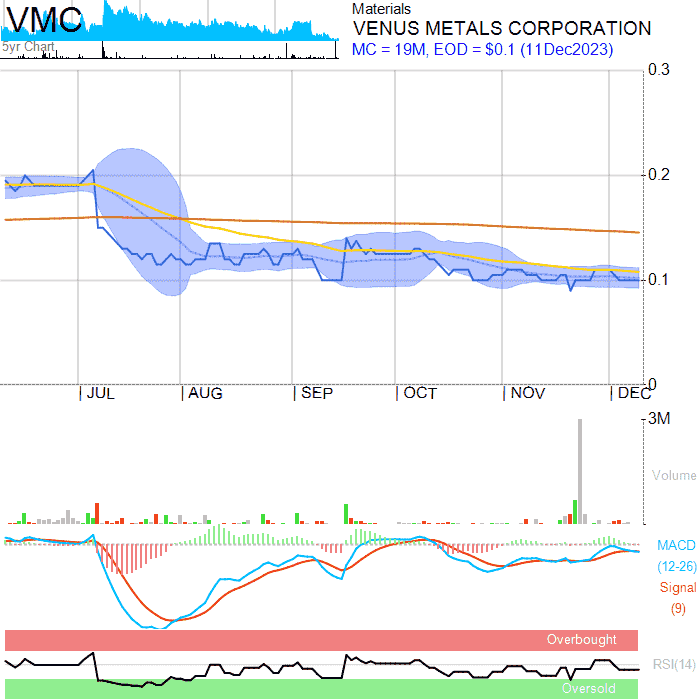 VMC
5yr Chart
Materials
VENUS METALS CORPORATION
MC = 19M, EOD = $0.1 (11Dec2023)
0.3
0.2
0.1
0
JUL AUG SEP OCT NOV DEC
3M
Volume
MACD
(12-26)
Signal
(9)
Overbought
RSI(14)
Oversold